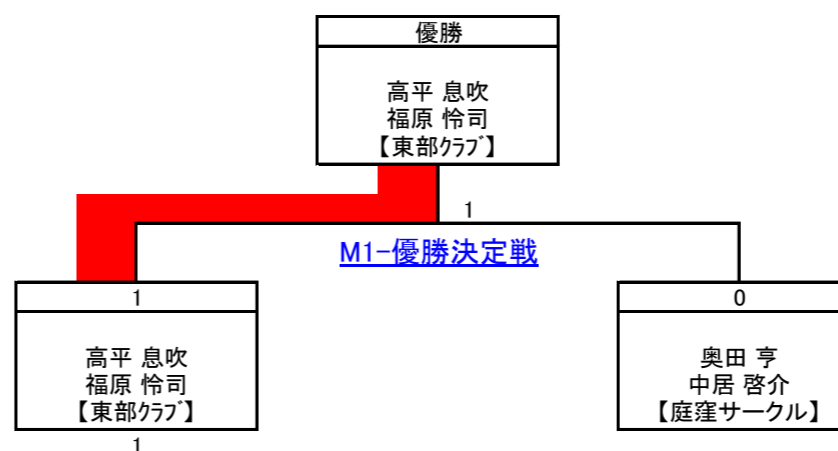 優勝
高平 息吹
福原 怜司
【東部ｸﾗﾌﾞ】
1
M1-優勝決定戦
1
高平 息吹
福原 怜司
【東部ｸﾗﾌﾞ】
1
0
奥田 亨
中居 啓介
【庭窪サークル】